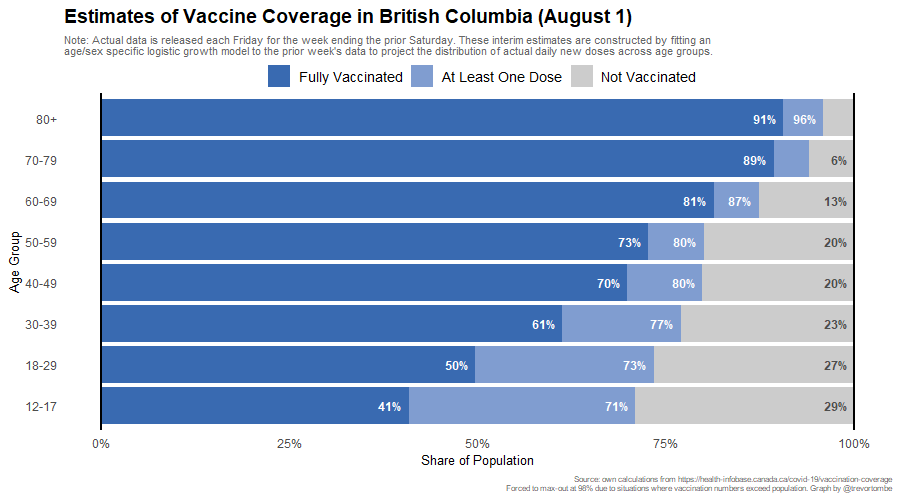 Estimates of Vaccine Coverage in British Columbia (August 1)
Note: Actual data is released each Friday for the week ending the prior Saturday. These interim estimates are constructed by fitting an
age/sex specific logistic growth model to the prior week's data to project the distribution of actual daily new doses across age groups.
Fully Vaccinated At Least One Dose Not Vaccinated
80+ 91% 96%
70-79 89% 6%
60-69 81% 87% 13%
50-59 73% 80% 20%
40-49 70% 80% 20%
30-39 61% 77% 23%
18-29 50% 73% 27%
12-17 41% 71% 29%
Age Group
0% 25% 50% 75% 100%
Share of Population
Source: own calculations from https://health-infobase.canada.ca/covid-19/vaccination-coverage
Forced to max-out at 98% due to situations where vaccination numbers exceed population. Graph by @trevortombe